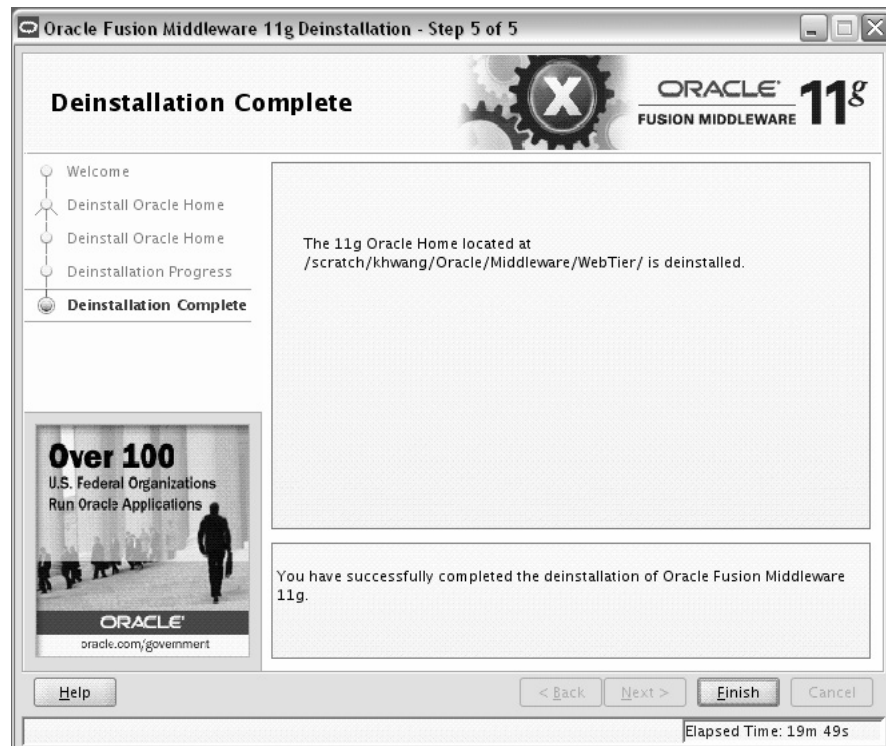 Oracle Fusion Middleware 11g Deinstallation - Step 5 of 5
Deinstallation Complete
X
ORACLE'
FUSION MIDDLEWARE
11g
Welcome
Deinstall Oracle Home
Deinstall Oracle Home
Deinstallation Progress
Deinstallation Complete
The 11g Oracle Home located at
/scratch/khwang/Oracle/Middleware/WebTier/ is deinstalled.
Over 100
U.S. Federal Organizations
Run Oracle Applications
ORACLE'
oracle.com/government
You have successfully completed the deinstallation of Oracle Fusion Middleware
11g.
Help
< Back
Next >
Finish
Cancel
Elapsed Time: 19m 49s